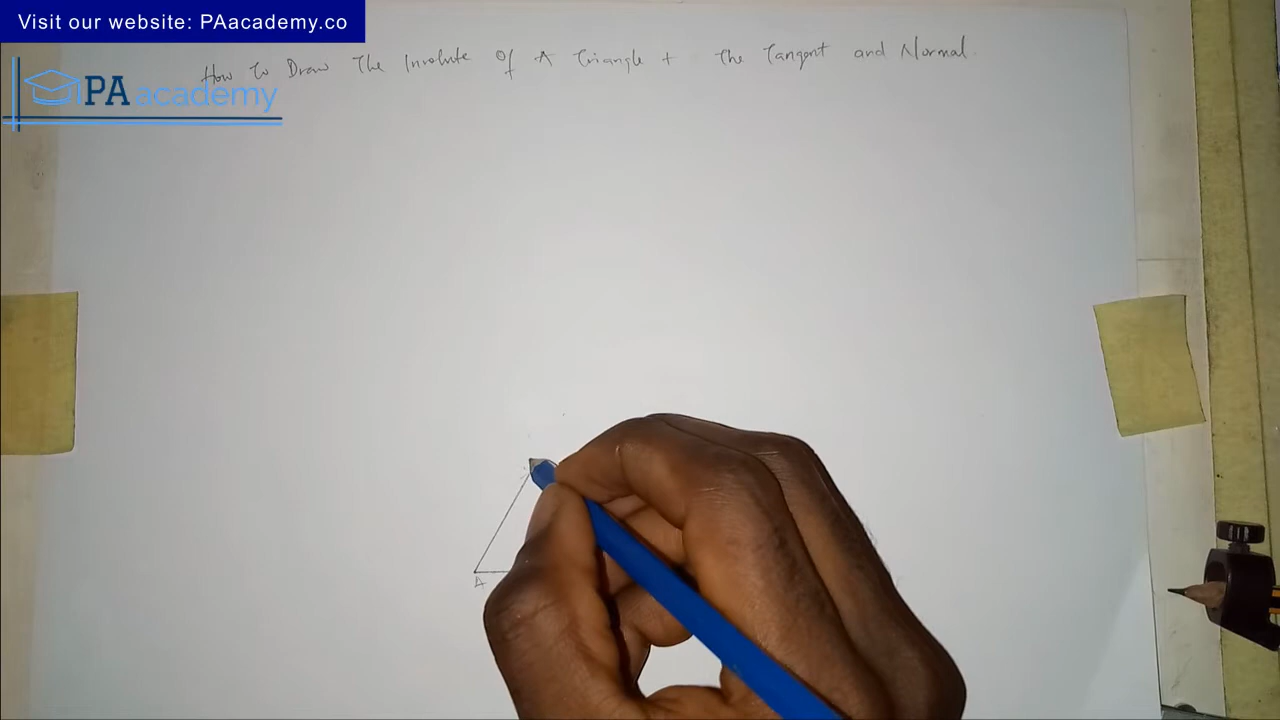 Visit our website: PAacademy.co
How To Draw The Involute Of A Triangle + The Tangent and Normal.
PA academy
A